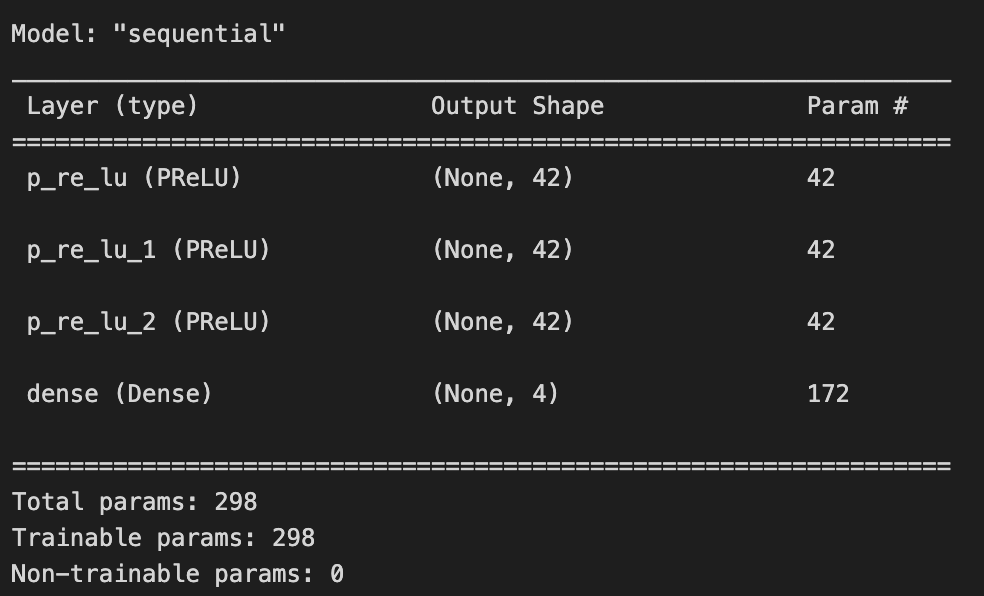 Model: "sequential"
Layer (type) Output Shape Param #
=================================================================
p_re_lu (PReLU) (None, 42) 42
p_re_lu_1 (PReLU) (None, 42) 42
p_re_lu_2 (PReLU) (None, 42) 42
dense (Dense) (None, 4) 172
=================================================================
Total params: 298
Trainable params: 298
Non-trainable params: 0